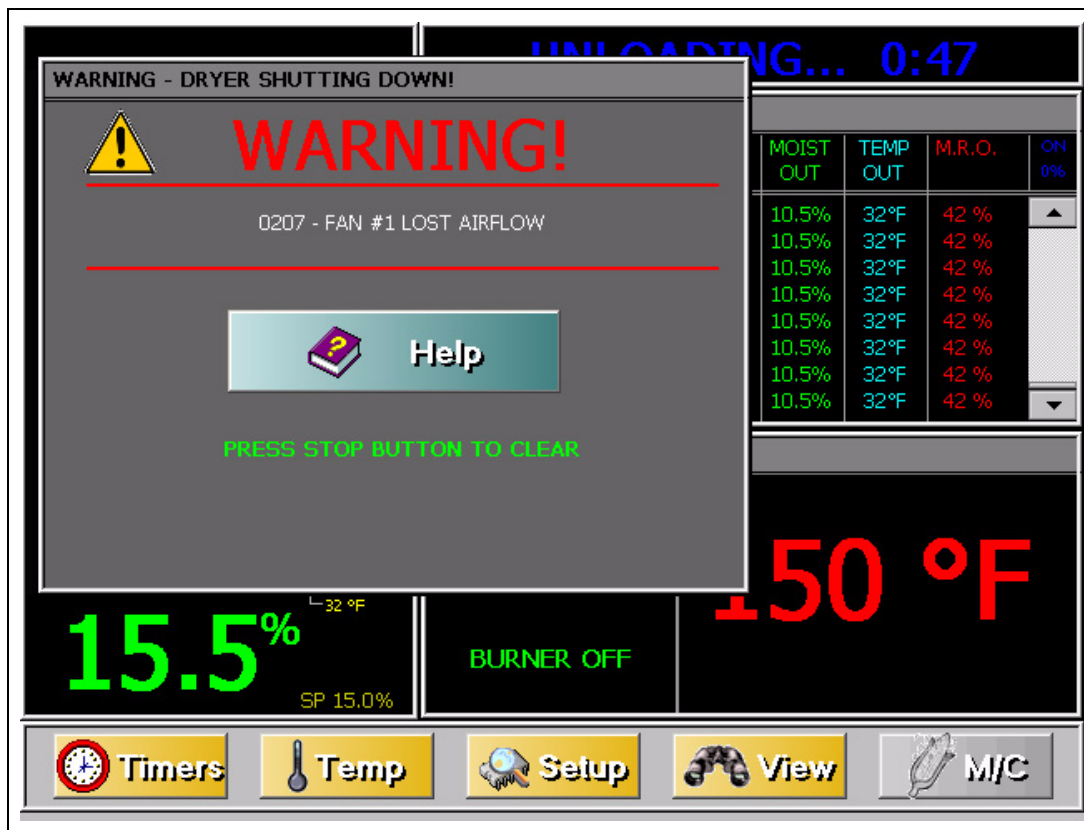 UNLOADING... 0:47
WARNING - DRYER SHUTTING DOWN!
WARNING!
0207 - FAN #1 LOST AIRFLOW
Help
PRESS STOP BUTTON TO CLEAR
MOIST OUT TEMP OUT M.R.O. ON 0%
10.5% 32°F 42 %
10.5% 32°F 42 %
10.5% 32°F 42 %
10.5% 32°F 42 %
10.5% 32°F 42 %
10.5% 32°F 42 %
10.5% 32°F 42 %
10.5% 32°F 42 %
32 °F
15.5%
SP 15.0%
BURNER OFF
150 °F
Timers Temp Setup View M/C